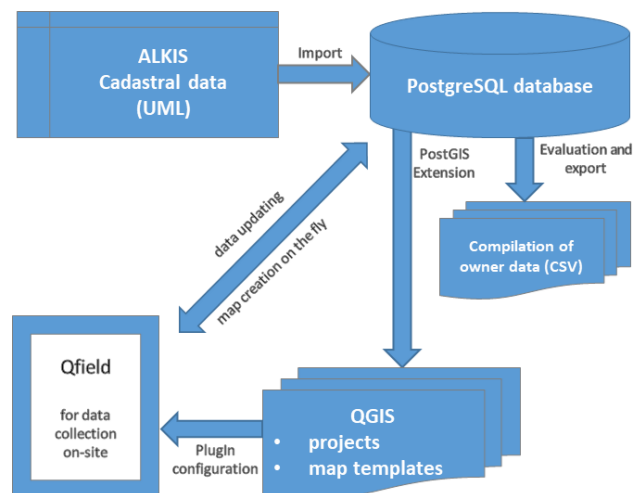 ALKIS
Cadastral data
(UML)
Import
PostgreSQL database
PostGIS
Extension
Evaluation and
export
Compilation of
owner data (CSV)
data updating
map creation on the fly
Qfield
for data
collection
on-site
PlugIn
configuration
QGIS
• projects
• map templates